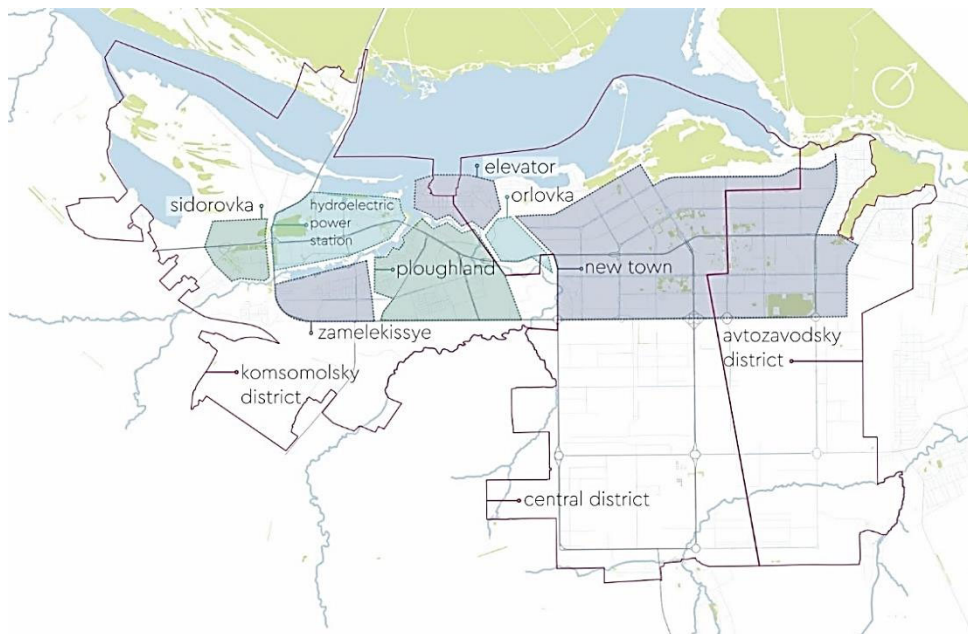 elevator
orlovka
sidorovka
hydroelectric
power
station
ploughland
new town
zamelekissye
avtozavodsky
district
komsomolsky
district
central district